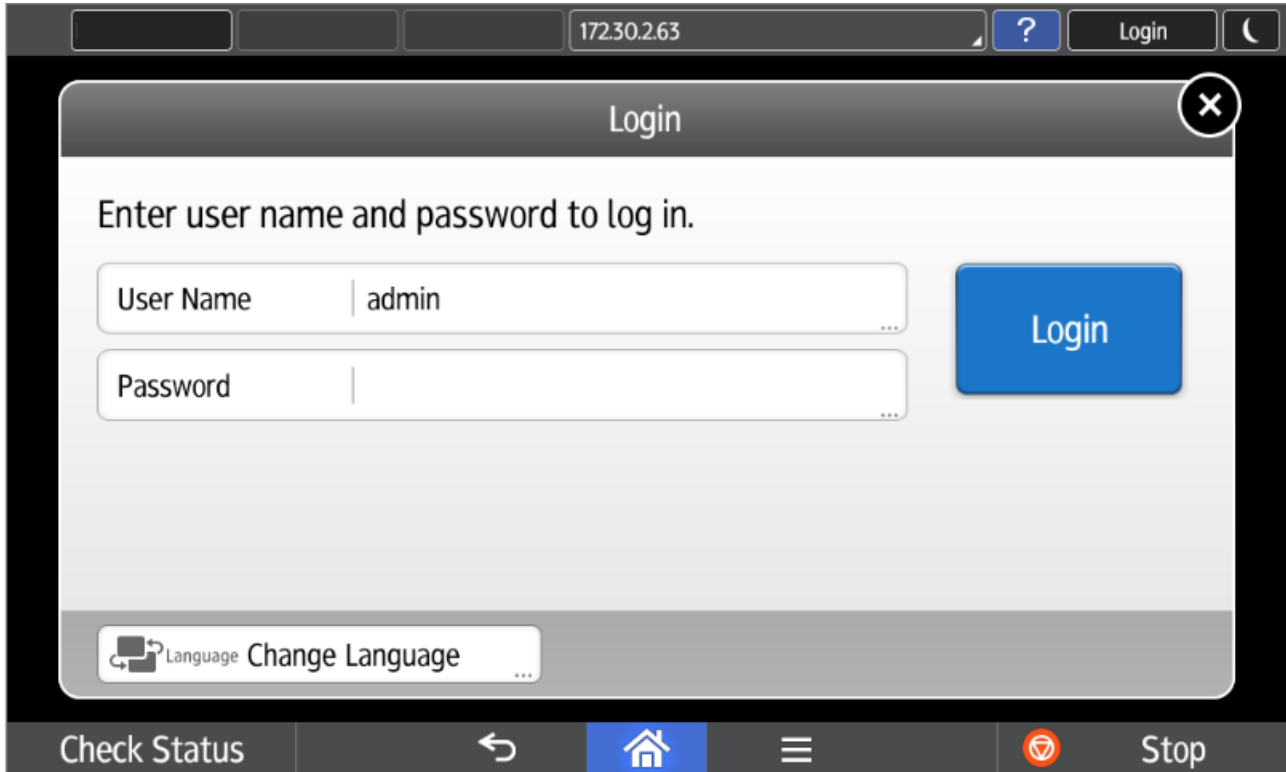 172.30.2.63 ? Login
Login
Enter user name and password to log in.
User Name admin
...
Login
Password
...
Language Change Language
...
Check Status Stop